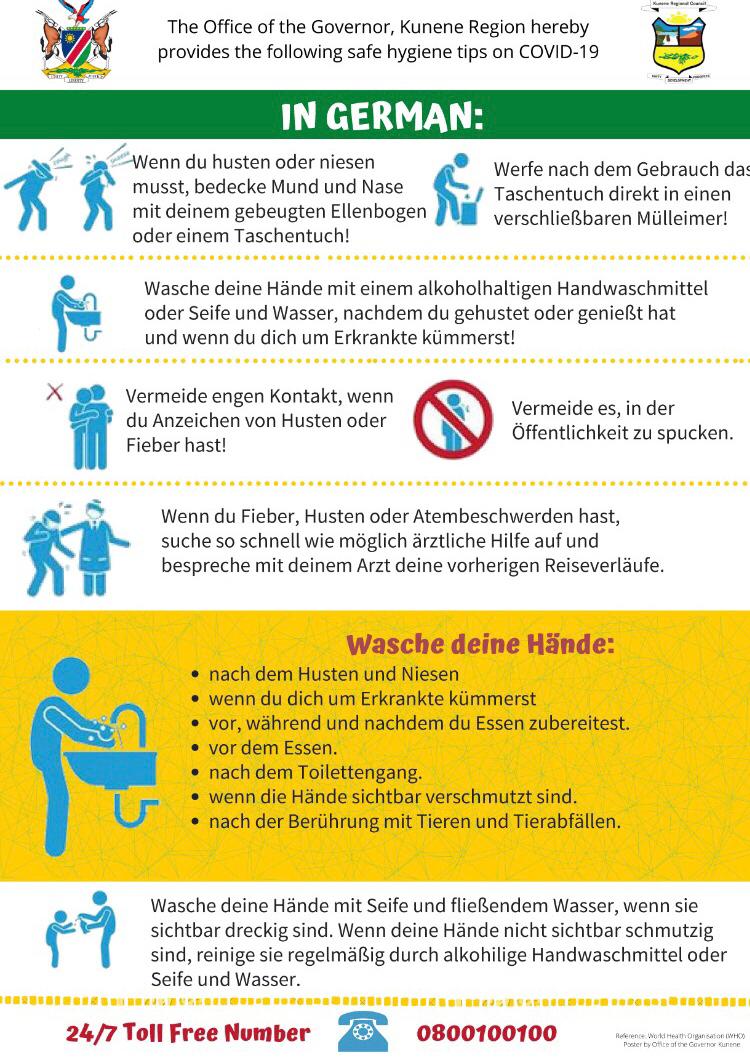 Kunene Regional Council
The Office of the Governor, Kunene Region hereby
provides the following safe hygiene tips on COVID-19
IN GERMAN:
Wenn du husten oder niesen
musst, bedecke Mund und Nase
mit deinem gebeugten Ellenbogen
oder einem Taschentuch!
Werfe nach dem Gebrauch das
Taschentuch direkt in einen
verschließbaren Mülleimer!
Wasche deine Hände mit einem alkoholhaltigen Handwaschmittel
oder Seife und Wasser, nachdem du gehustet oder genießt hat
und wenn du dich um Erkrankte kümmerst!
Vermeide engen Kontakt, wenn
du Anzeichen von Husten oder
Fieber hast!
Vermeide es, in der
Öffentlichkeit zu spucken.
Wenn du Fieber, Husten oder Atembeschwerden hast,
suche so schnell wie möglich ärztliche Hilfe auf und
bespreche mit deinem Arzt deine vorherigen Reiseverläufe.
Wasche deine Hände:
• nach dem Husten und Niesen
• wenn du dich um Erkrankte kümmerst
• vor, während und nachdem du Essen zubereitest.
• vor dem Essen.
• nach dem Toilettengang.
• wenn die Hände sichtbar verschmutzt sind.
• nach der Berührung mit Tieren und Tierabfällen.
Wasche deine Hände mit Seife und fließendem Wasser, wenn sie
sichtbar dreckig sind. Wenn deine Hände nicht sichtbar schmutzig
sind, reinige sie regelmäßig durch alkohilige Handwaschmittel oder
Seife und Wasser.
24/7 Toll Free Number
0800100100
Reference: World Health Organisation (WHO)
Poster by Office of the Governor Kunene